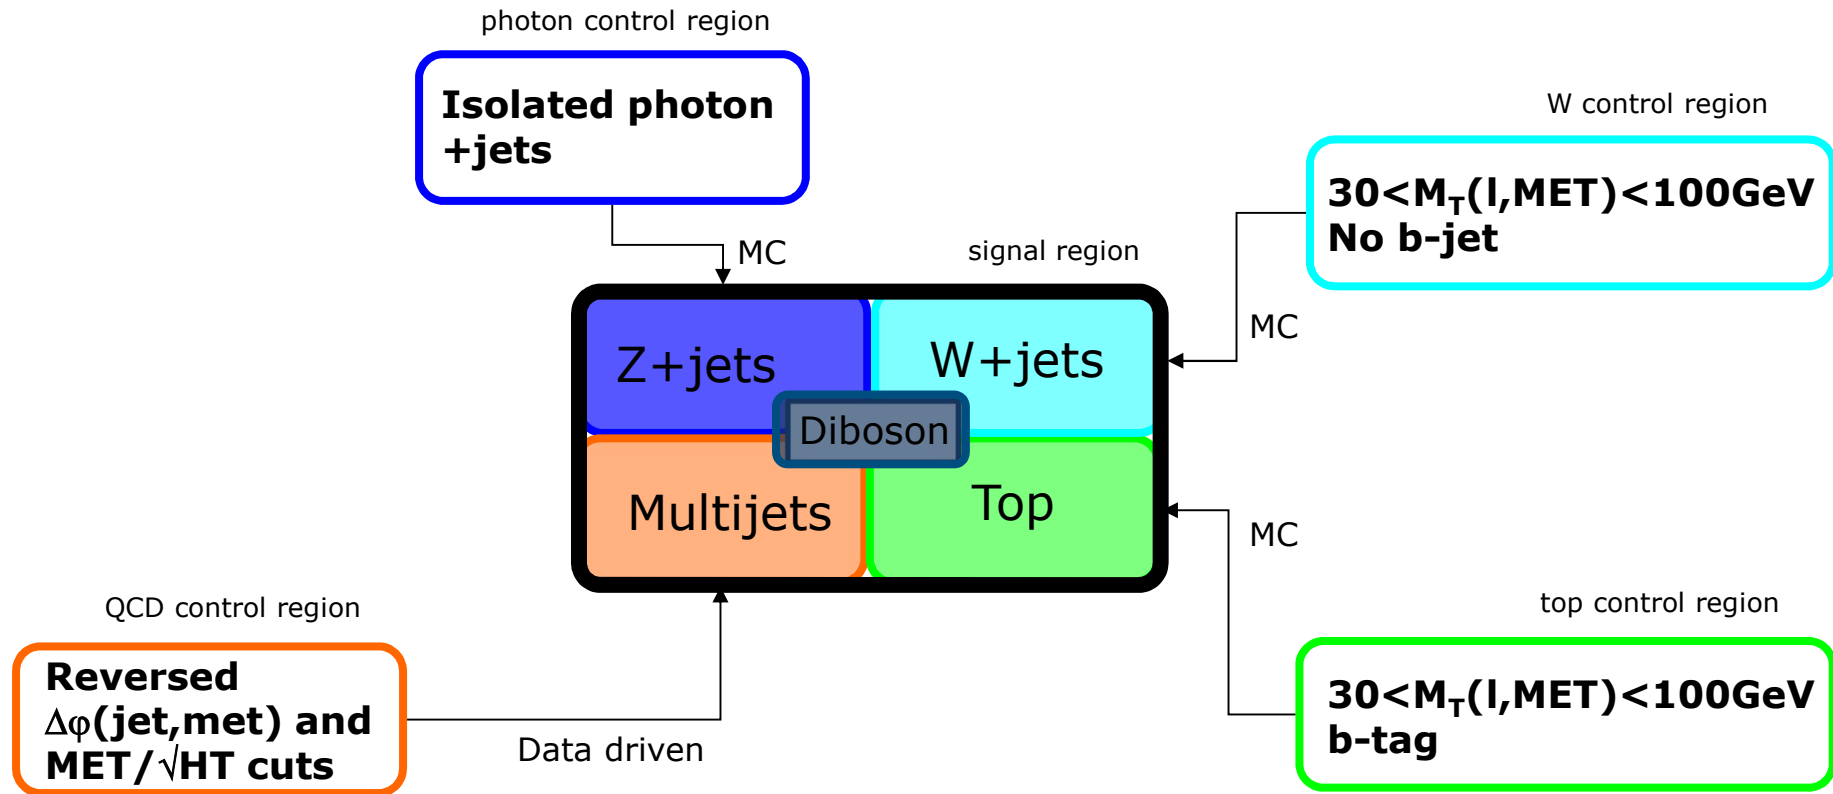 photon control region
Isolated photon
+jets
W control region
30<M_T(l,MET)<100GeV
No b-jet
MC
signal region
MC
Z+jets
W+jets
Diboson
Multijets
Top
MC
QCD control region
Reversed
Δφ(jet,met) and
MET/√HT cuts
Data driven
top control region
30<M_T(l,MET)<100GeV
b-tag